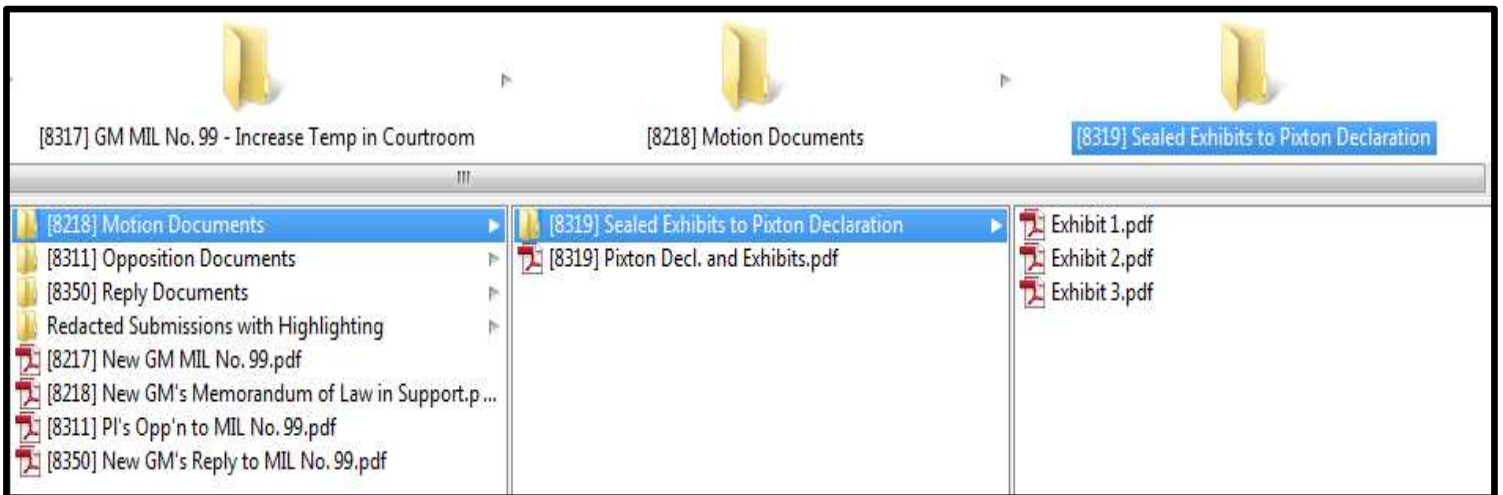 [8317] GM MIL No. 99 - Increase Temp in Courtroom
[8218] Motion Documents
[8319] Sealed Exhibits to Pixton Declaration
[8218] Motion Documents
[8311] Opposition Documents
[8350] Reply Documents
Redacted Submissions with Highlighting
[8217] New GM MIL No. 99.pdf
[8218] New GM's Memorandum of Law in Support.p ...
[8311] Pl's Opp'n to MIL No. 99.pdf
[8350] New GM's Reply to MIL No. 99.pdf
[8319] Sealed Exhibits to Pixton Declaration
[8319] Pixton Decl. and Exhibits.pdf
Exhibit 1.pdf
Exhibit 2.pdf
Exhibit 3.pdf